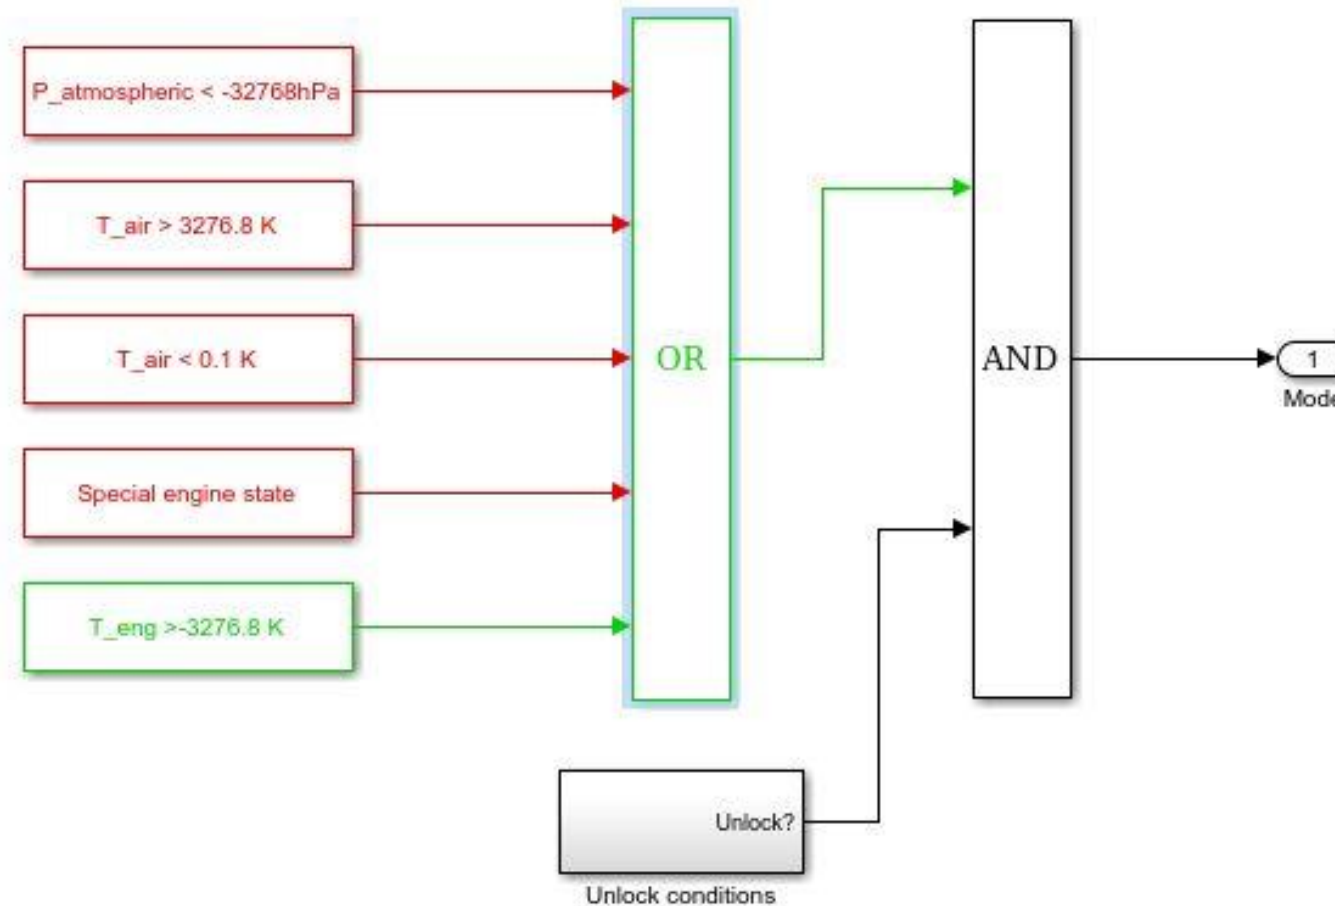 P_atmospheric < -32768hPa
T_air > 3276.8 K
T_air < 0.1 K
Special engine state
T_eng >-3276.8 K
OR
AND
1
Mode
Unlock?
Unlock conditions